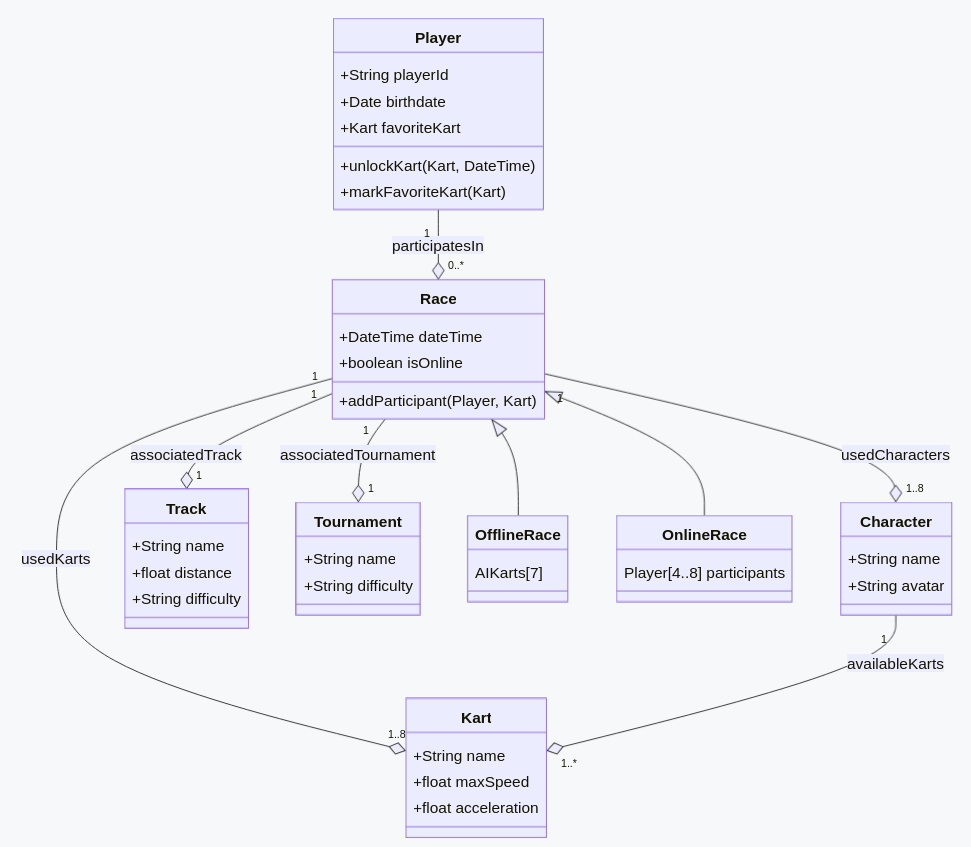 Player
+String playerId
+Date birthdate
+Kart favoriteKart
+unlockKart(Kart, DateTime)
+markFavoriteKart(Kart)
1
participatesIn
0..*
Race
+DateTime dateTime
+boolean isOnline
+addParticipant(Player, Kart)
1
1
1
1
associatedTrack
associatedTournament
usedCharacters
1
1
1..8
Track
+String name
+float distance
+String difficulty
Tournament
+String name
+String difficulty
OfflineRace
AIKarts[7]
OnlineRace
Player[4..8] participants
Character
+String name
+String avatar
usedKarts
1
availableKarts
1..8
1..*
Kart
+String name
+float maxSpeed
+float acceleration